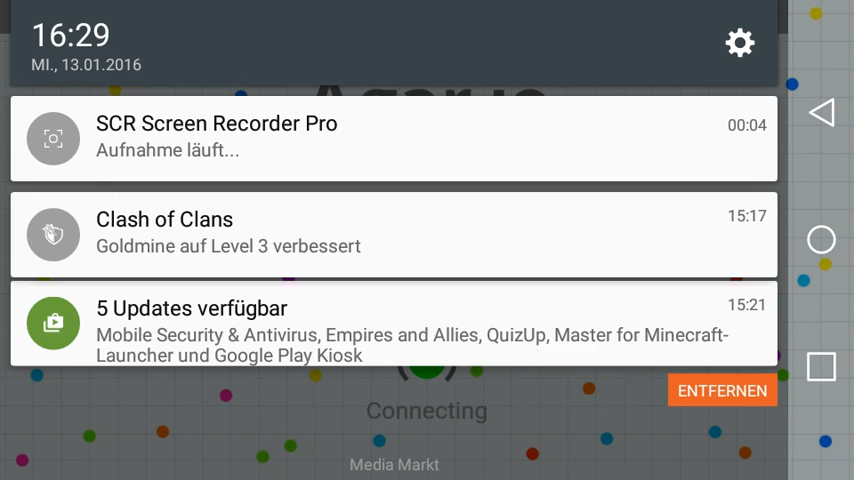 16:29
MI., 13.01.2016
Agar.io
SCR Screen Recorder Pro
00:04
Aufnahme läuft...
Clash of Clans
15:17
Goldmine auf Level 3 verbessert
5 Updates verfügbar
15:21
Mobile Security & Antivirus, Empires and Allies, QuizUp, Master for Minecraft-
Launcher und Google Play Kiosk
ENTFERNEN
Connecting
Media Markt